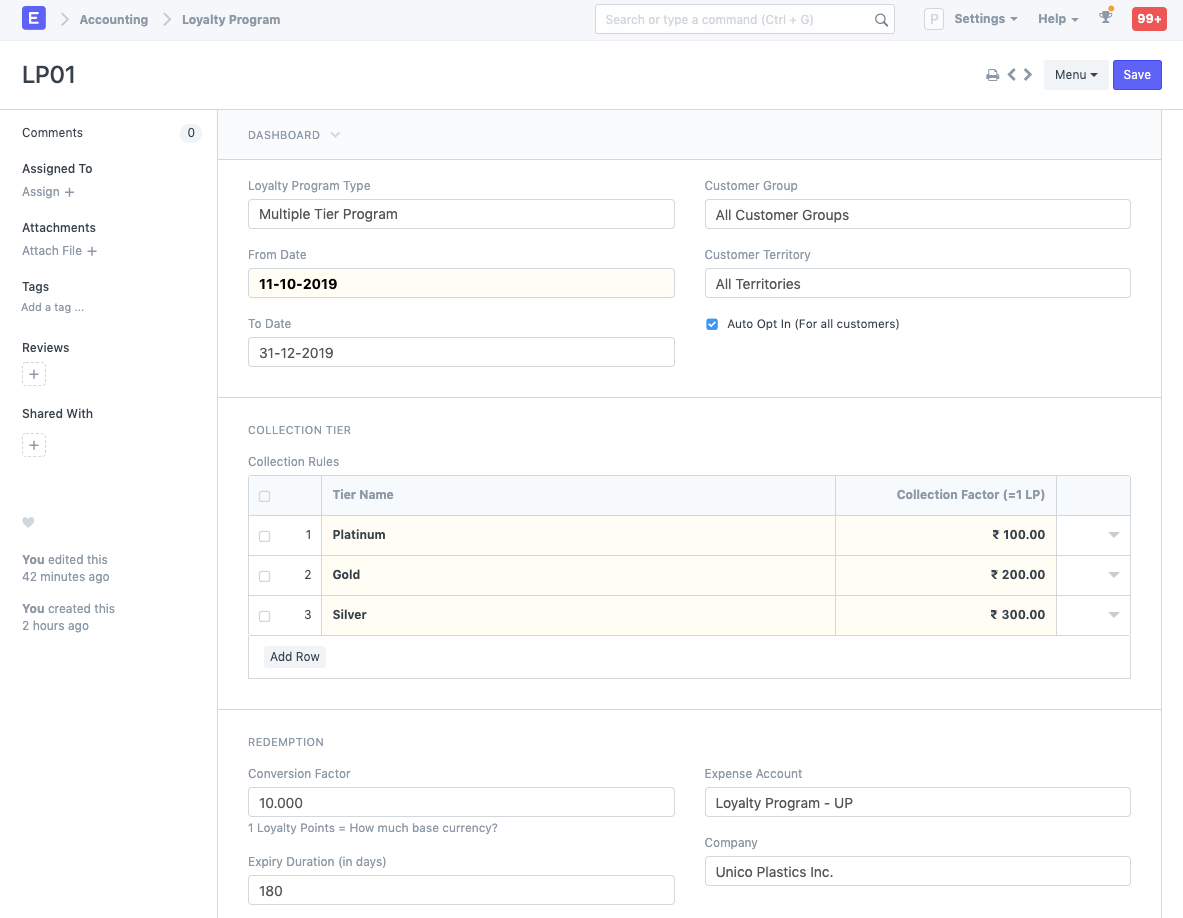 E Accounting Loyalty Program Search or type a command (Ctrl + G) P Settings Help 99+
LP01 Menu Save
Comments 0
Assigned To
Assign +
Attachments
Attach File +
Tags
Add a tag ...
Reviews
+
Shared With
+
You edited this
42 minutes ago
You created this
2 hours ago
DASHBOARD
Loyalty Program Type
Multiple Tier Program
From Date
11-10-2019
To Date
31-12-2019
Customer Group
All Customer Groups
Customer Territory
All Territories
Auto Opt In (For all customers)
COLLECTION TIER
Collection Rules
Tier Name Collection Factor (=1 LP)
1 Platinum ₹ 100.00
2 Gold ₹ 200.00
3 Silver ₹ 300.00
Add Row
REDEMPTION
Conversion Factor
10.000
1 Loyalty Points = How much base currency?
Expiry Duration (in days)
180
Expense Account
Loyalty Program - UP
Company
Unico Plastics Inc.